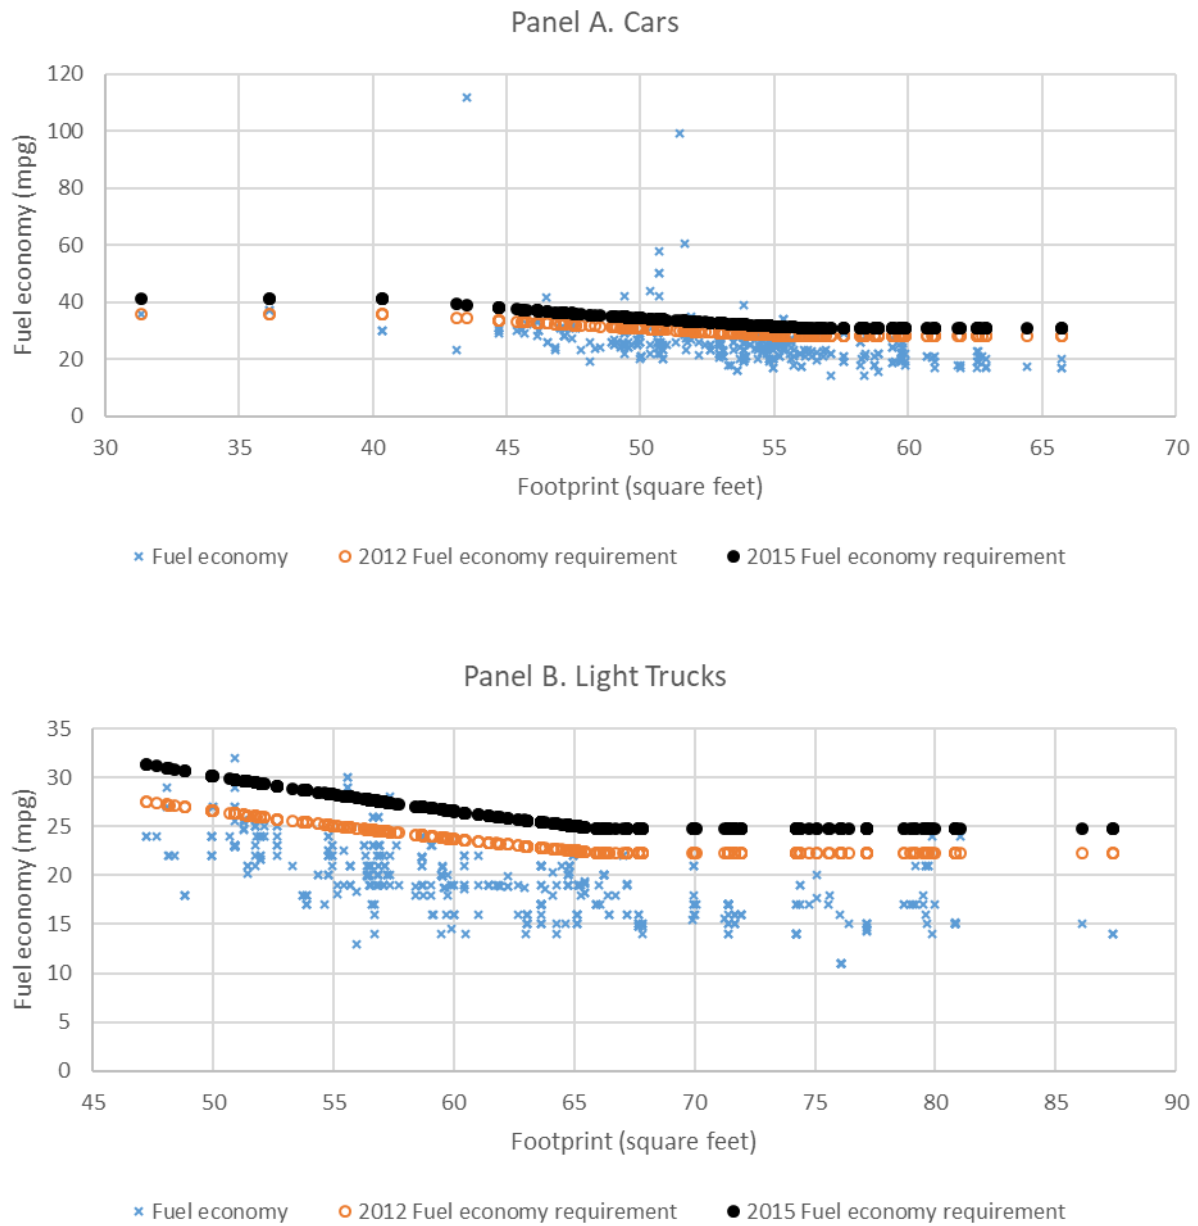 Panel A. Cars
120
100
80
60
40
20
0
Fuel economy (mpg)
30 35 40 45 50 55 60 65 70
Footprint (square feet)
Fuel economy 2012 Fuel economy requirement 2015 Fuel economy requirement
Panel B. Light Trucks
35
30
25
20
15
10
5
0
Fuel economy (mpg)
45 50 55 60 65 70 75 80 85 90
Footprint (square feet)
Fuel economy 2012 Fuel economy requirement 2015 Fuel economy requirement